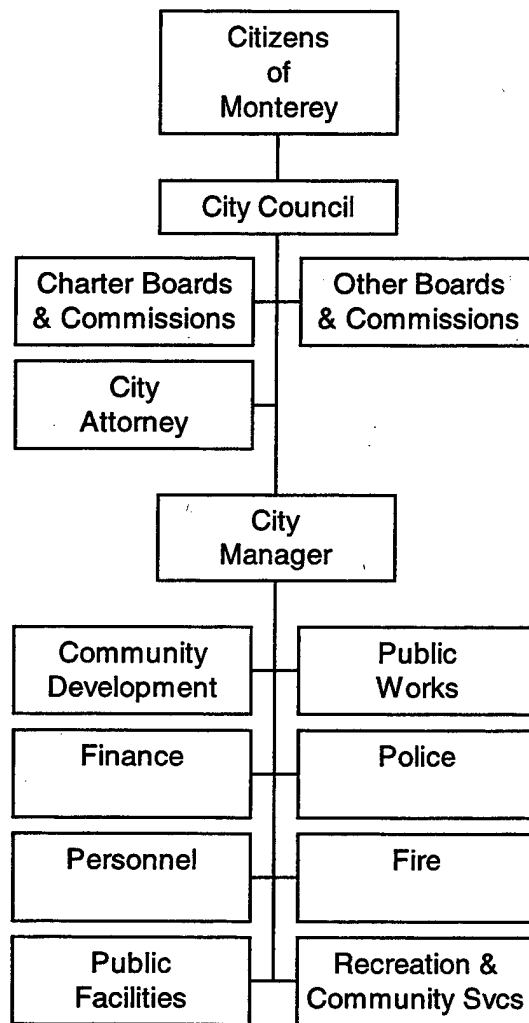 Citizens
of
Monterey
City Council
Charter Boards
& Commissions
Other Boards
& Commissions
City
Attorney
City
Manager
Community
Development
Public
Works
Finance
Police
Personnel
Fire
Public
Facilities
Recreation &
Community Svcs